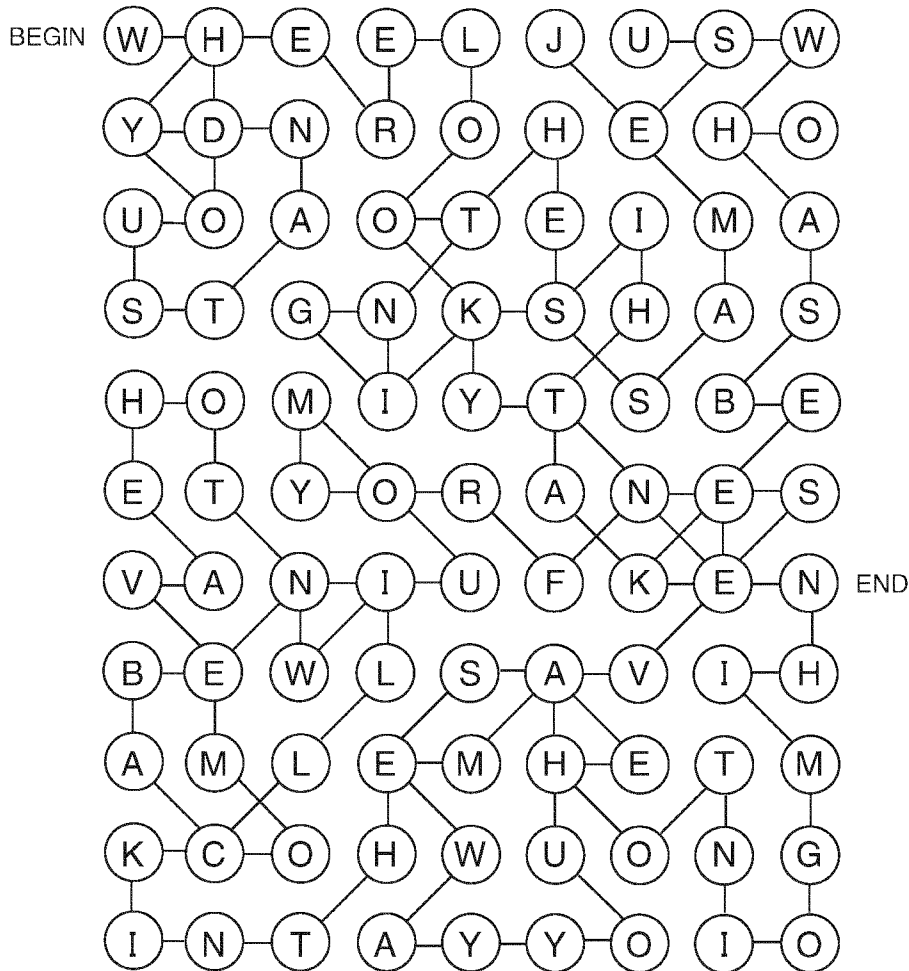 BEGIN W H E E L J U S W
Y D N R O H E H O
U O A O T E I M A
S T G N K S H A S
H O M I Y T S B E
E T Y O R A N E S
V A N I U F K E N END
B E W L S A V I H
A M L E M H E T M
K C O H W U O N G
I N T A Y Y O I O